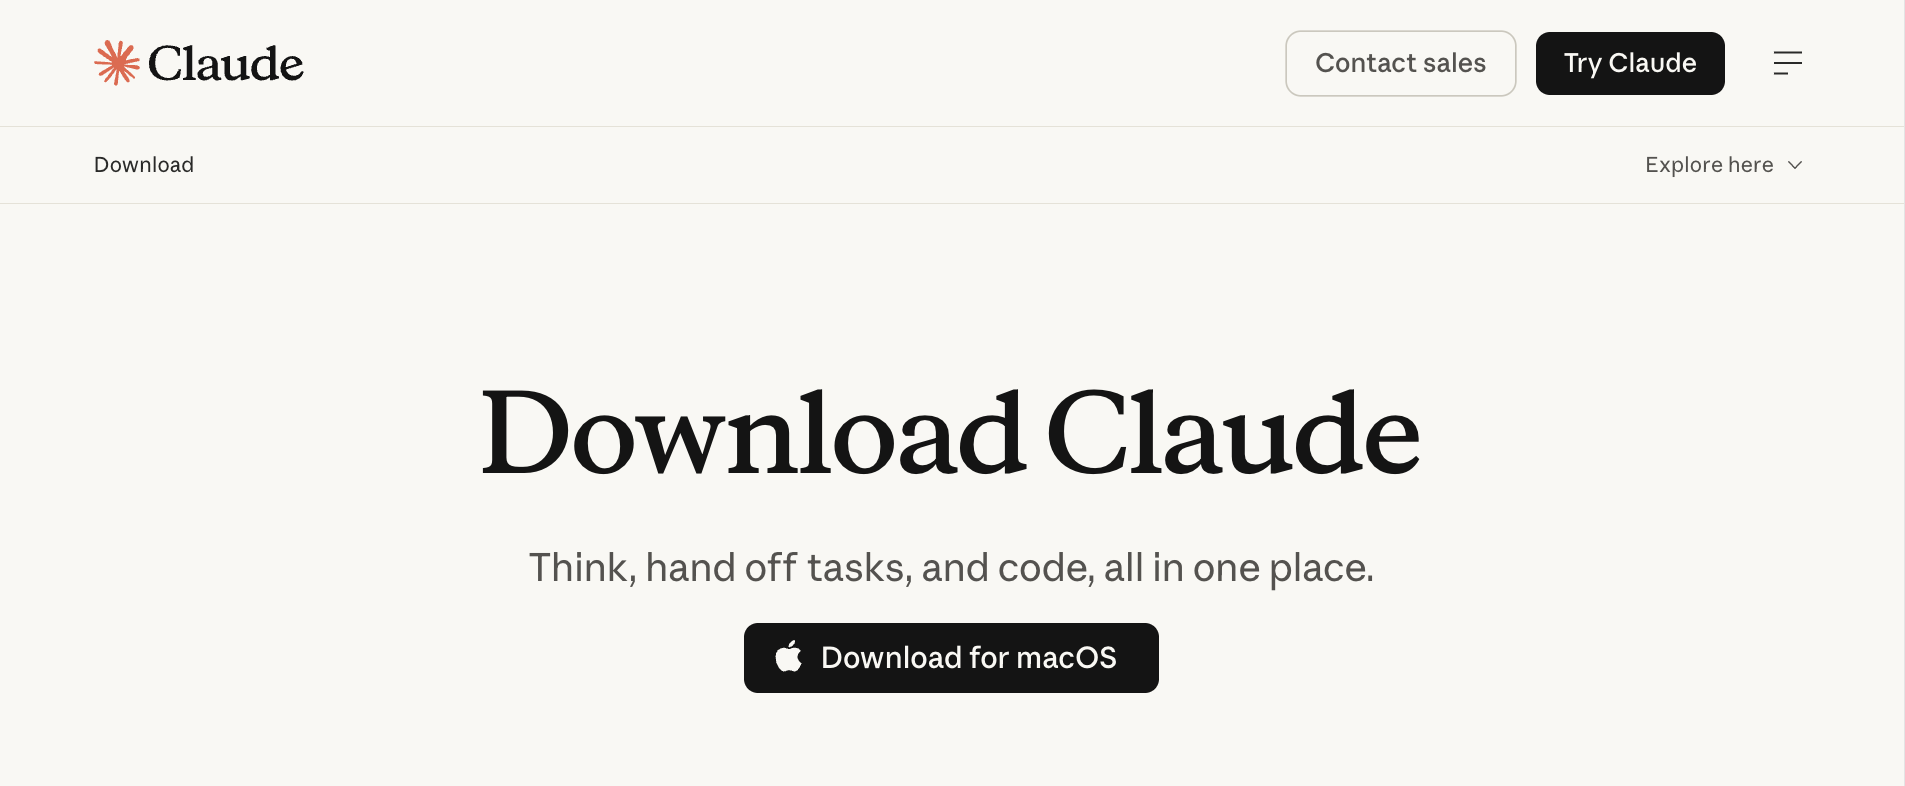 Claude
Contact sales
Try Claude
Download
Explore here
Download Claude
Think, hand off tasks, and code, all in one place.
Download for macOS